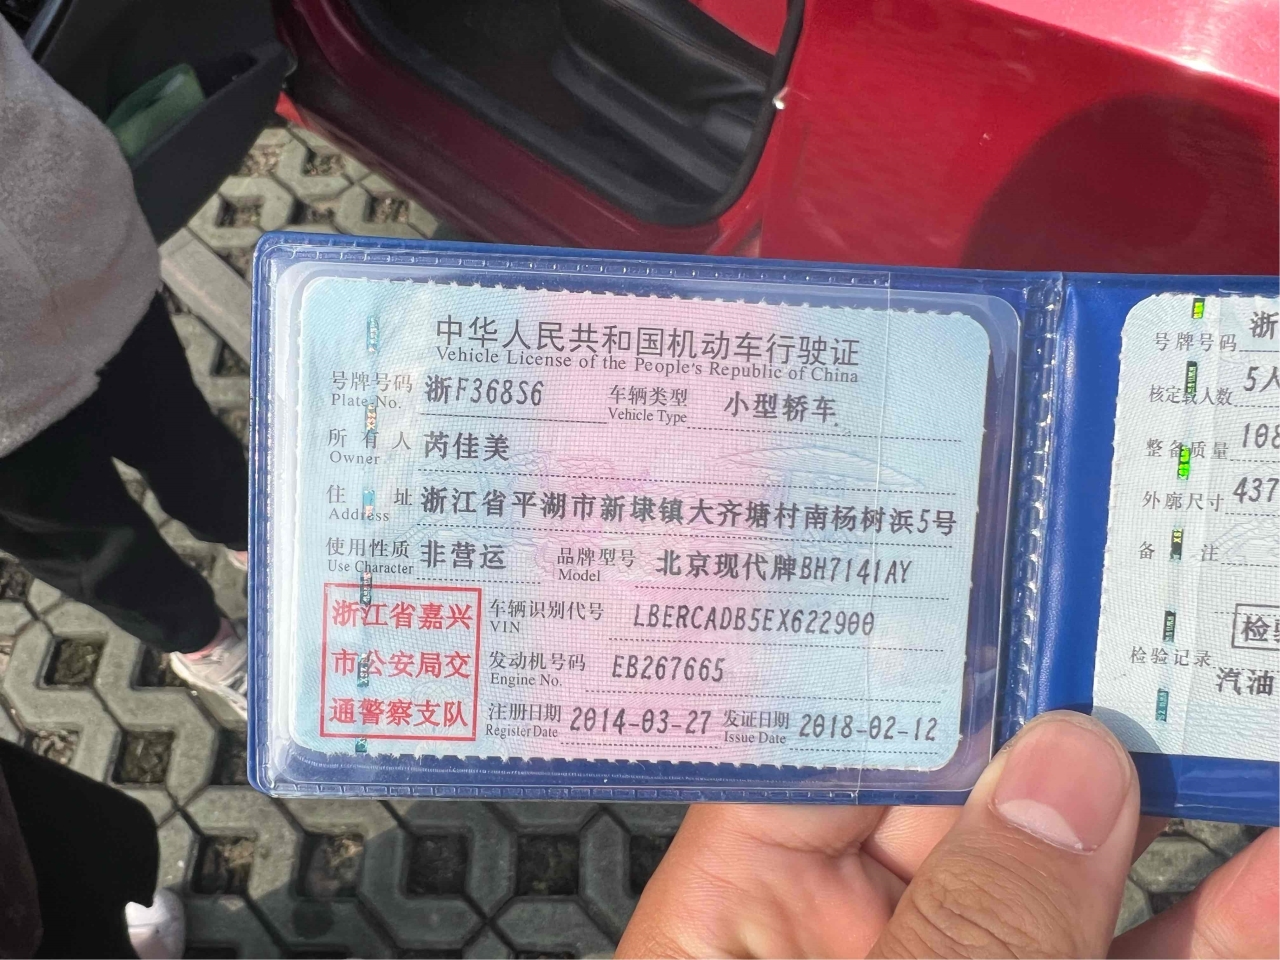 中华人民共和国机动车行驶证
Vehicle License of the People's Republic of China
号牌号码 浙F368S6 车辆类型 小型轿车
Plate No. Vehicle Type
所有人 芮佳美
Owner
住址 浙江省平湖市新埭镇大齐塘村南杨树浜5号
Address
使用性质 非营运 品牌型号 北京现代牌BH7141AY
Use Character Model
浙江省嘉兴
市公安局交
通警察支队
车辆识别代号 LBERCADB5EX622900
VIN
发动机号码 EB267665
Engine No.
注册日期 2014-03-27 发证日期 2018-02-12
Register Date Issue Date
号牌号码 浙
核定载人数 5人
整备质量 108
外廓尺寸 437
备注
检验记录
汽油